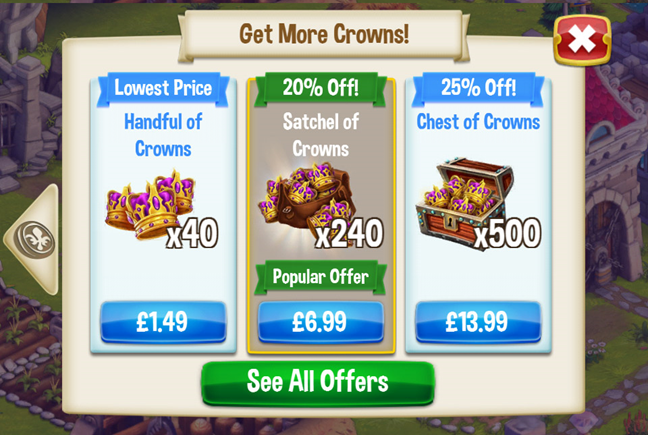 Get More Crowns!
Lowest Price
Handful of
Crowns
x40
£1.49
20% Off!
Satchel of
Crowns
x240
Popular Offer
£6.99
25% Off!
Chest of Crowns
x500
£13.99
See All Offers